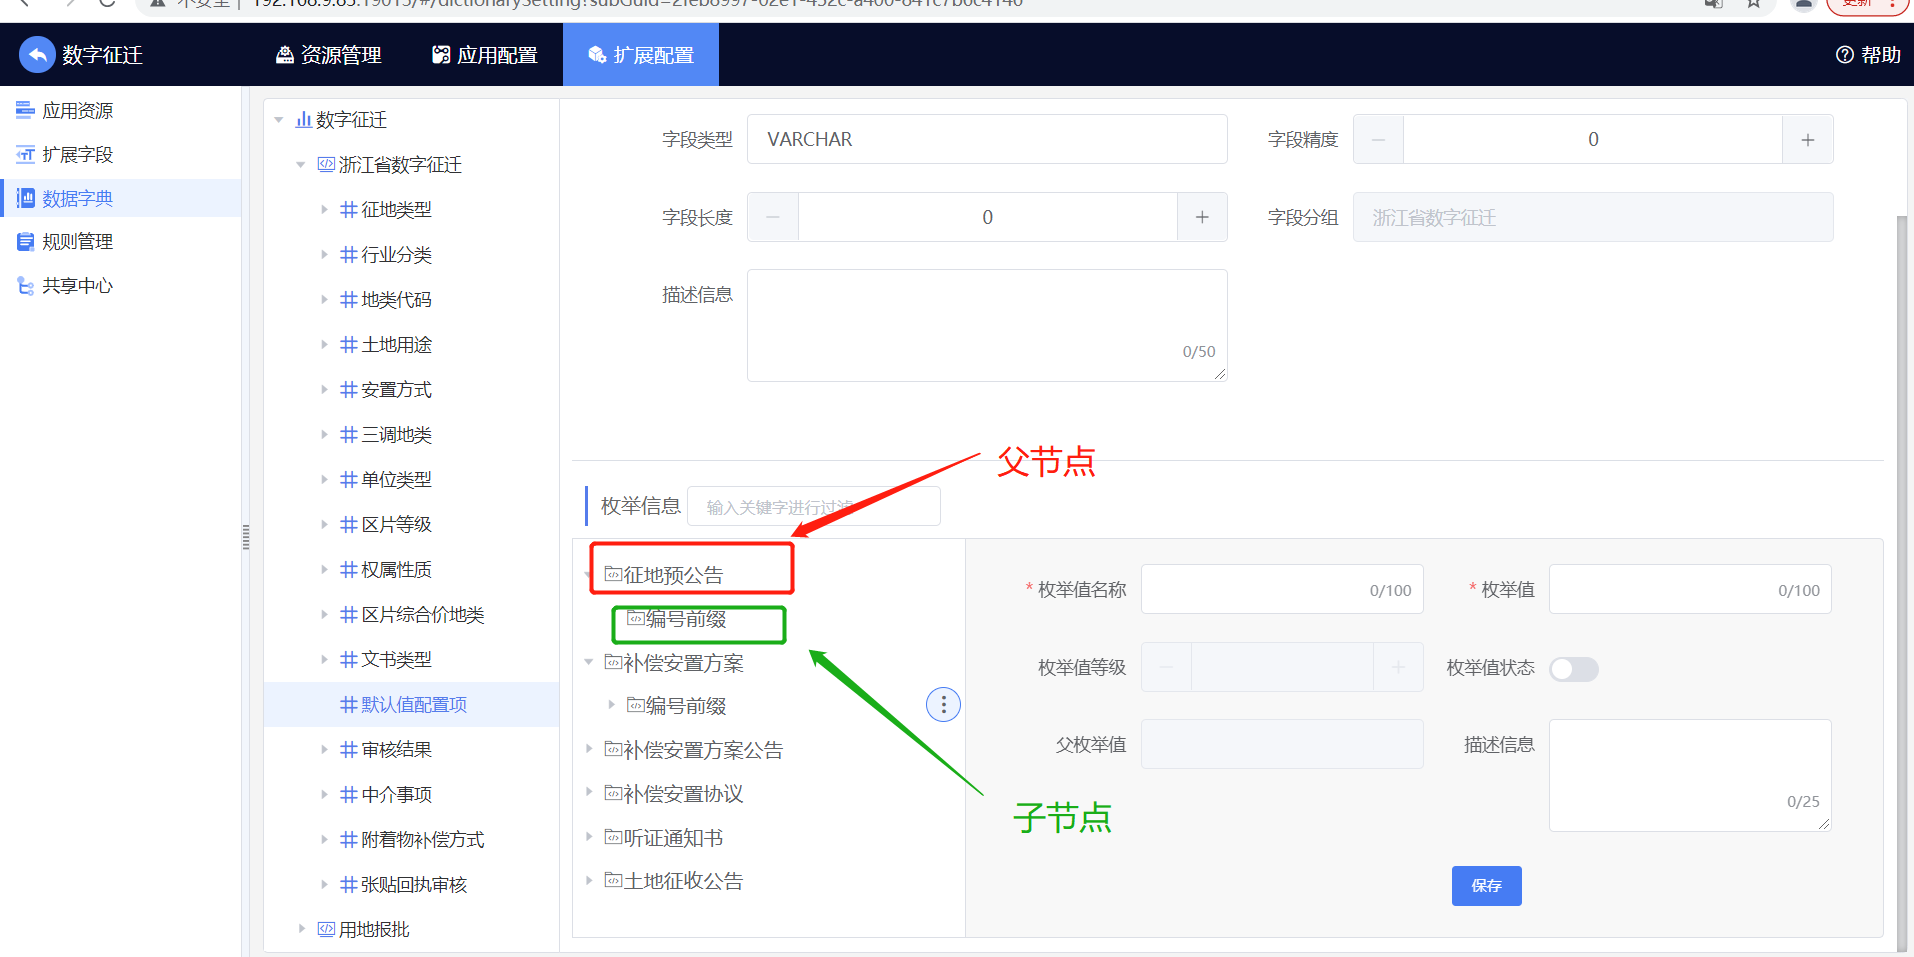 数字征迁
资源管理
应用配置
扩展配置
帮助
应用资源
扩展字段
数据字典
规则管理
共享中心
数字征迁
浙江省数字征迁
征地类型
行业分类
地类代码
土地用途
安置方式
三调地类
单位类型
区片等级
权属性质
区片综合价地类
文书类型
默认值配置项
审核结果
中介事项
附着物补偿方式
张贴回执审核
用地报批
字段类型 VARCHAR
字段精度 0
字段长度 0
字段分组 浙江省数字征迁
描述信息
0/50
父节点
枚举信息 输入关键字进行过滤
征地预公告
编号前缀
补偿安置方案
编号前缀
补偿安置方案公告
补偿安置协议
听证通知书
土地征收公告
子节点
* 枚举值名称 0/100
* 枚举值 0/100
枚举值等级
枚举值状态
父枚举值
描述信息
0/25
保存